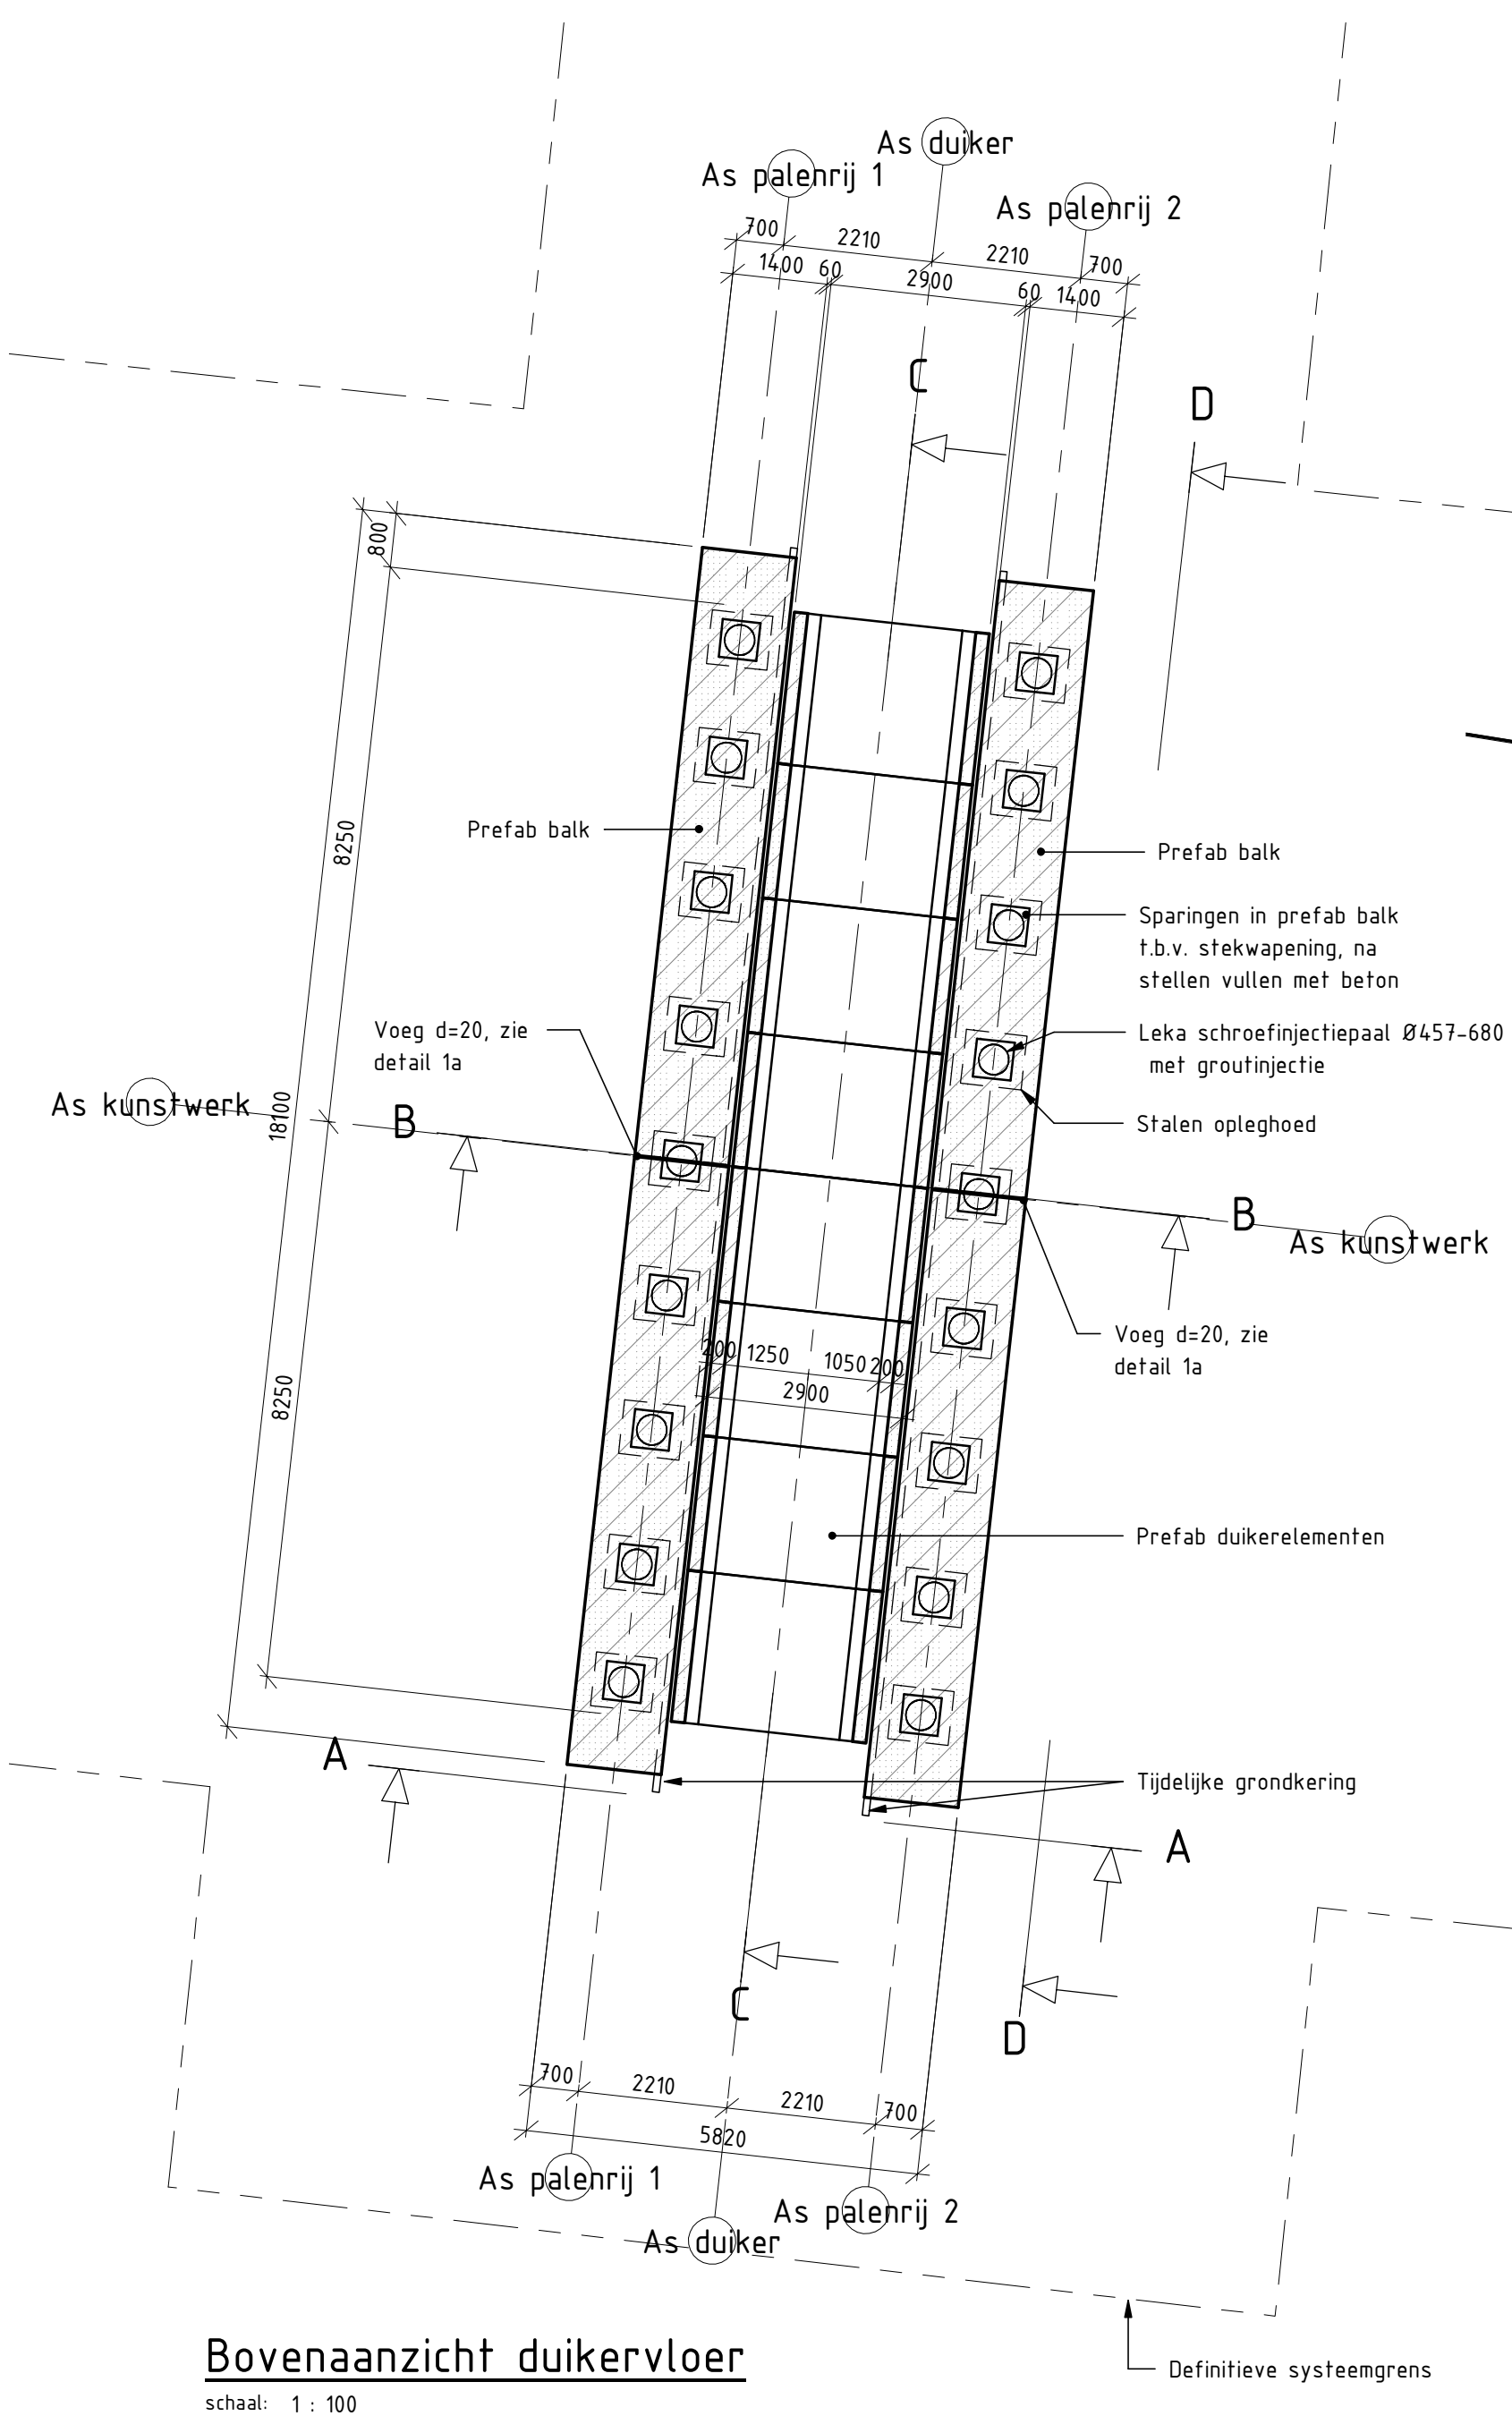 As duiker
As palenrij 1
As palenrij 2
700
2210
2210
700
1400
60
2900
60
1400
C
D
800
8250
Prefab balk
Prefab balk
Sparingen in prefab balk
t.b.v. stekwapening, na
stellen vullen met beton
Voeg d=20, zie
detail 1a
Leka schroefinjectiepaal Ø457-680
met groutinjectie
As kunstwerk
18100
B
Stalen opleghoed
B
As kunstwerk
Voeg d=20, zie
detail 1a
200
1250
1050
200
2900
8250
Prefab duikerelementen
A
Tijdelijke grondkering
A
C
D
700
2210
2210
700
5820
As palenrij 1
As palenrij 2
As duiker
Bovenaanzicht duikervloer
schaal: 1 : 100
Definitieve systeemgrens